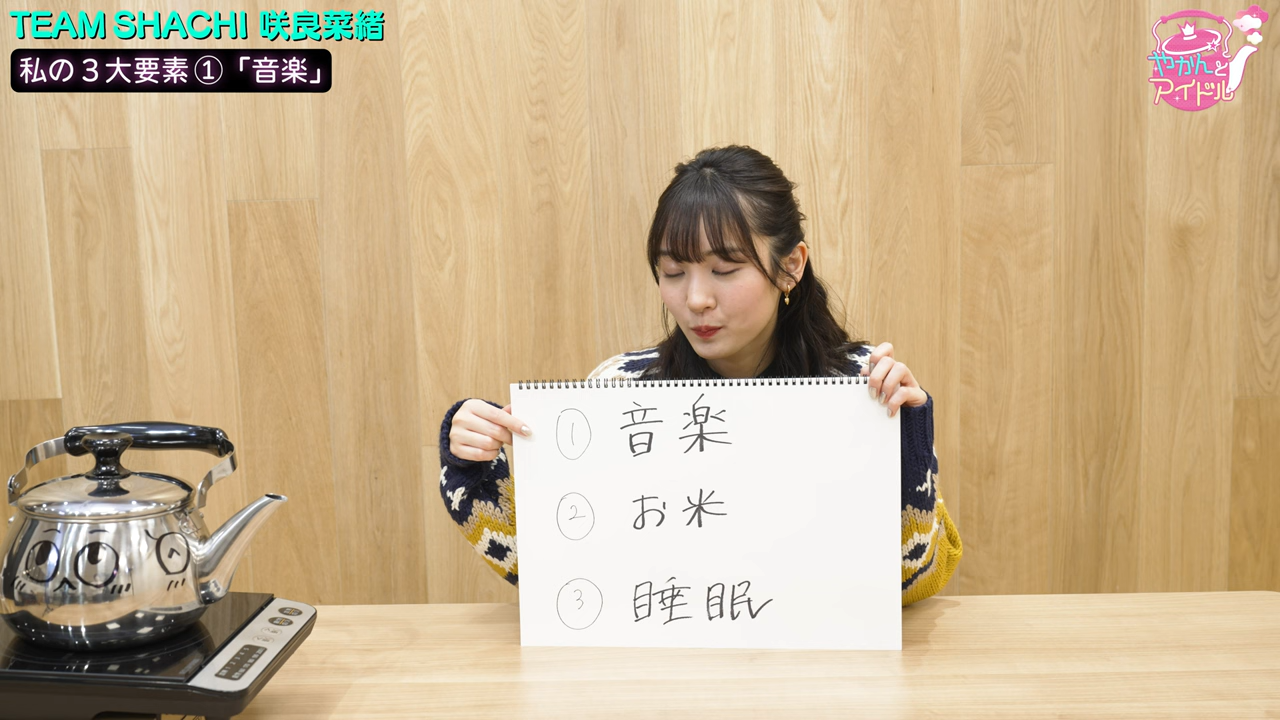 TEAM SHACHI 咲良菜緒
私の3大要素①「音楽」
やかんと
アイドル
① 音楽
② お米
③ 睡眠